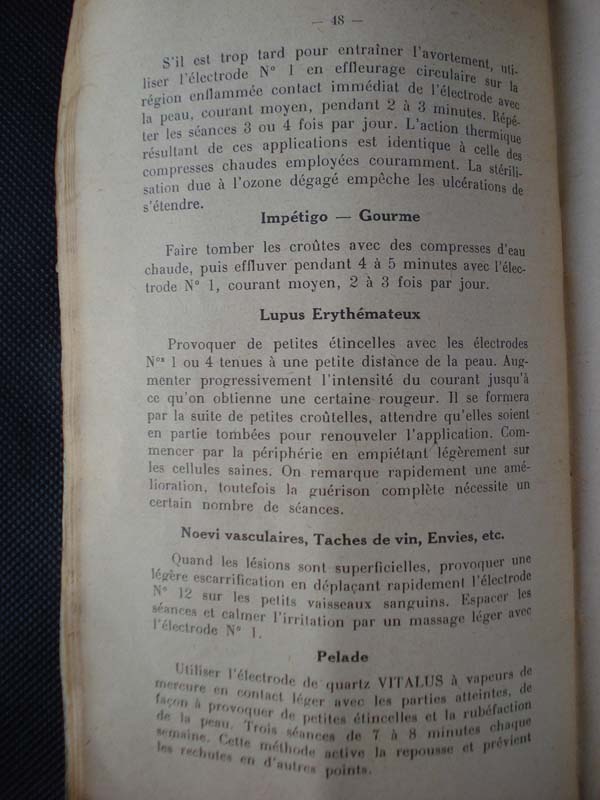 — 48 —
S'il est trop tard pour entraîner l'avortement, uti-
liser l'électrode N° 1 en effleurage circulaire sur la
région enflammée contact immédiat de l'électrode avec
la peau, courant moyen, pendant 2 à 3 minutes. Répé-
ter les séances 3 ou 4 fois par jour. L'action thermique
résultant de ces applications est identique à celle des
compresses chaudes employées couramment. La stérili-
sation due à l'ozone dégagé empêche les ulcérations de
s'étendre.
Impétigo — Gourme
Faire tomber les croûtes avec des compresses d'eau
chaude, puis effluver pendant 4 à 5 minutes avec l'élec-
trode N° 1, courant moyen, 2 à 3 fois par jour.
Lupus Erythémateux
Provoquer de petites étincelles avec les électrodes
Nos 1 ou 4 tenues à une petite distance de la peau. Aug-
menter progressivement l'intensité du courant jusqu'à
ce qu'on obtienne une certaine rougeur. Il se formera
par la suite de petites croûtelles, attendre qu'elles soient
en partie tombées pour renouveler l'application. Com-
mencer par la périphérie en empiétant légèrement sur
les cellules saines. On remarque rapidement une amé-
lioration, toutefois la guérison complète nécessite un
certain nombre de séances.
Noevi vasculaires, Taches de vin, Envies, etc.
Quand les lésions sont superficielles, provoquer une
légère escarrification en déplaçant rapidement l'électrode
N° 12 sur les petits vaisseaux sanguins. Espacer les
séances et calmer l'irritation par un massage léger avec
l'électrode N° 1.
Pelade
Utiliser l'électrode de quartz VITALUS à vapeurs de
mercure en contact léger avec les parties atteintes, de
façon à provoquer de petites étincelles et la rubéfaction
de la peau. Trois séances de 7 à 8 minutes chaque
semaine. Cette méthode active la repousse et prévient
les rechutes en d'autres points.